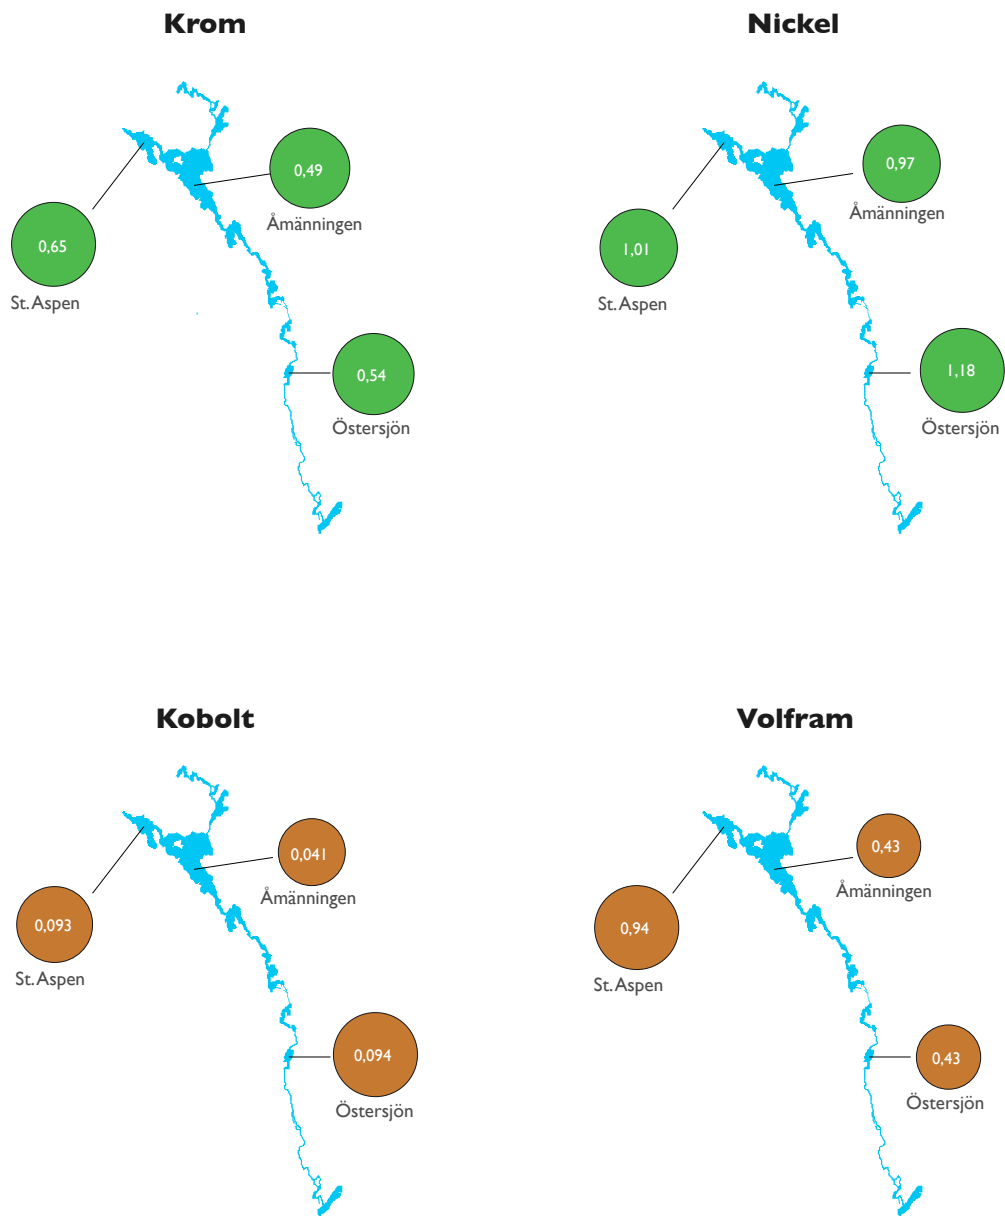 Krom
0,49
Åmänningen
0,65
St. Aspen
0,54
Östersjön
Nickel
0,97
Åmänningen
1,01
St. Aspen
1,18
Östersjön
Kobolt
0,041
Åmänningen
0,093
St. Aspen
0,094
Östersjön
Volfram
0,43
Åmänningen
0,94
St. Aspen
0,43
Östersjön